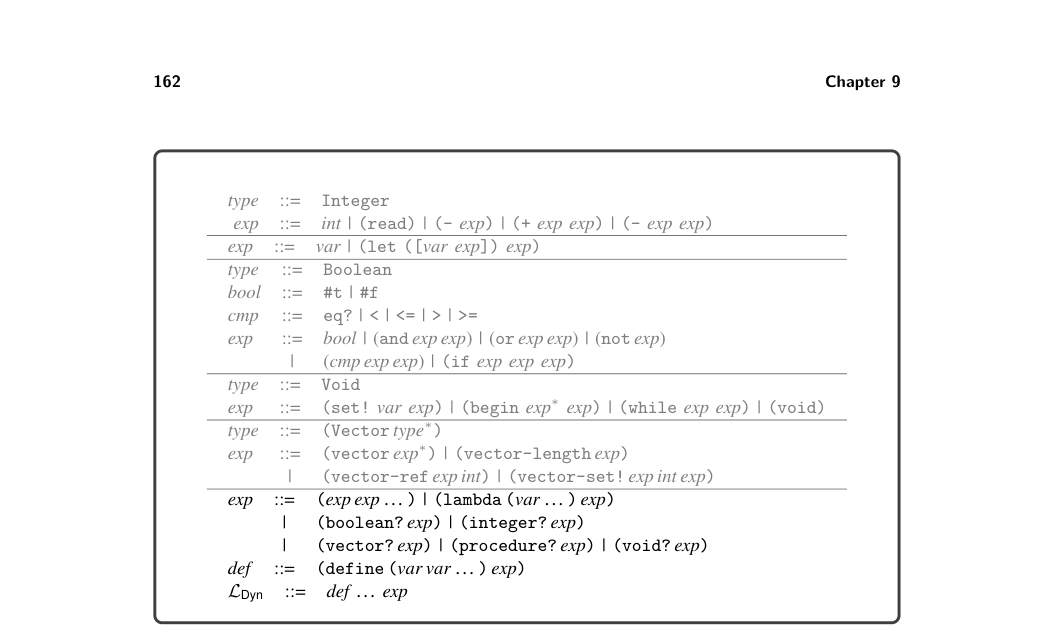 162 Chapter 9
type ::= Integer
exp ::= int | (read) | (- exp) | (+ exp exp) | (- exp exp)
exp ::= var | (let ([var exp]) exp)
type ::= Boolean
bool ::= #t | #f
cmp ::= eq? | < | <= | > | >=
exp ::= bool | (and exp exp) | (or exp exp) | (not exp)
| (cmp exp exp) | (if exp exp exp)
type ::= Void
exp ::= (set! var exp) | (begin exp* exp) | (while exp exp) | (void)
type ::= (Vector type*)
exp ::= (vector exp*) | (vector-length exp)
| (vector-ref exp int) | (vector-set! exp int exp)
exp ::= (exp exp ...) | (lambda (var ...) exp)
| (boolean? exp) | (integer? exp)
| (vector? exp) | (procedure? exp) | (void? exp)
def ::= (define (var var ...) exp)
ℒDyn ::= def ... exp